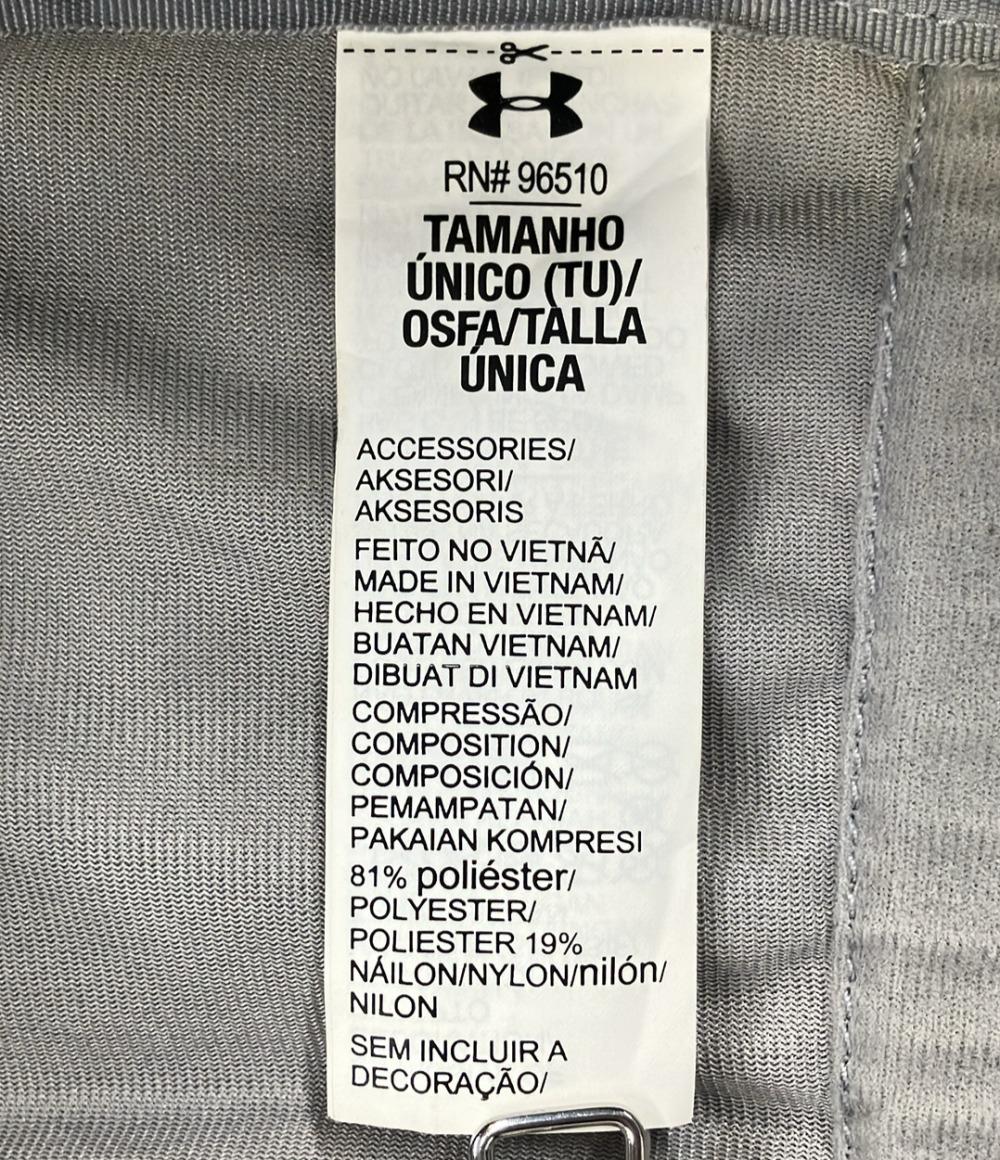 RN# 96510
TAMANHO
ÚNICO (TU)/
OSFA/TALLA
ÚNICA
ACCESSORIES/
AKSESORI/
AKSESORIS
FEITO NO VIETNÃ/
MADE IN VIETNAM/
HECHO EN VIETNAM/
BUATAN VIETNAM/
DIBUAT DI VIETNAM
COMPRESSÃO/
COMPOSITION/
COMPOSICIÓN/
PEMAMPATAN/
PAKAIAN KOMPRESI
81% poliéster/
POLYESTER/
POLIESTER 19%
NÁILON/NYLON/nilón/
NILON
SEM INCLUIR A
DECORAÇÃO/